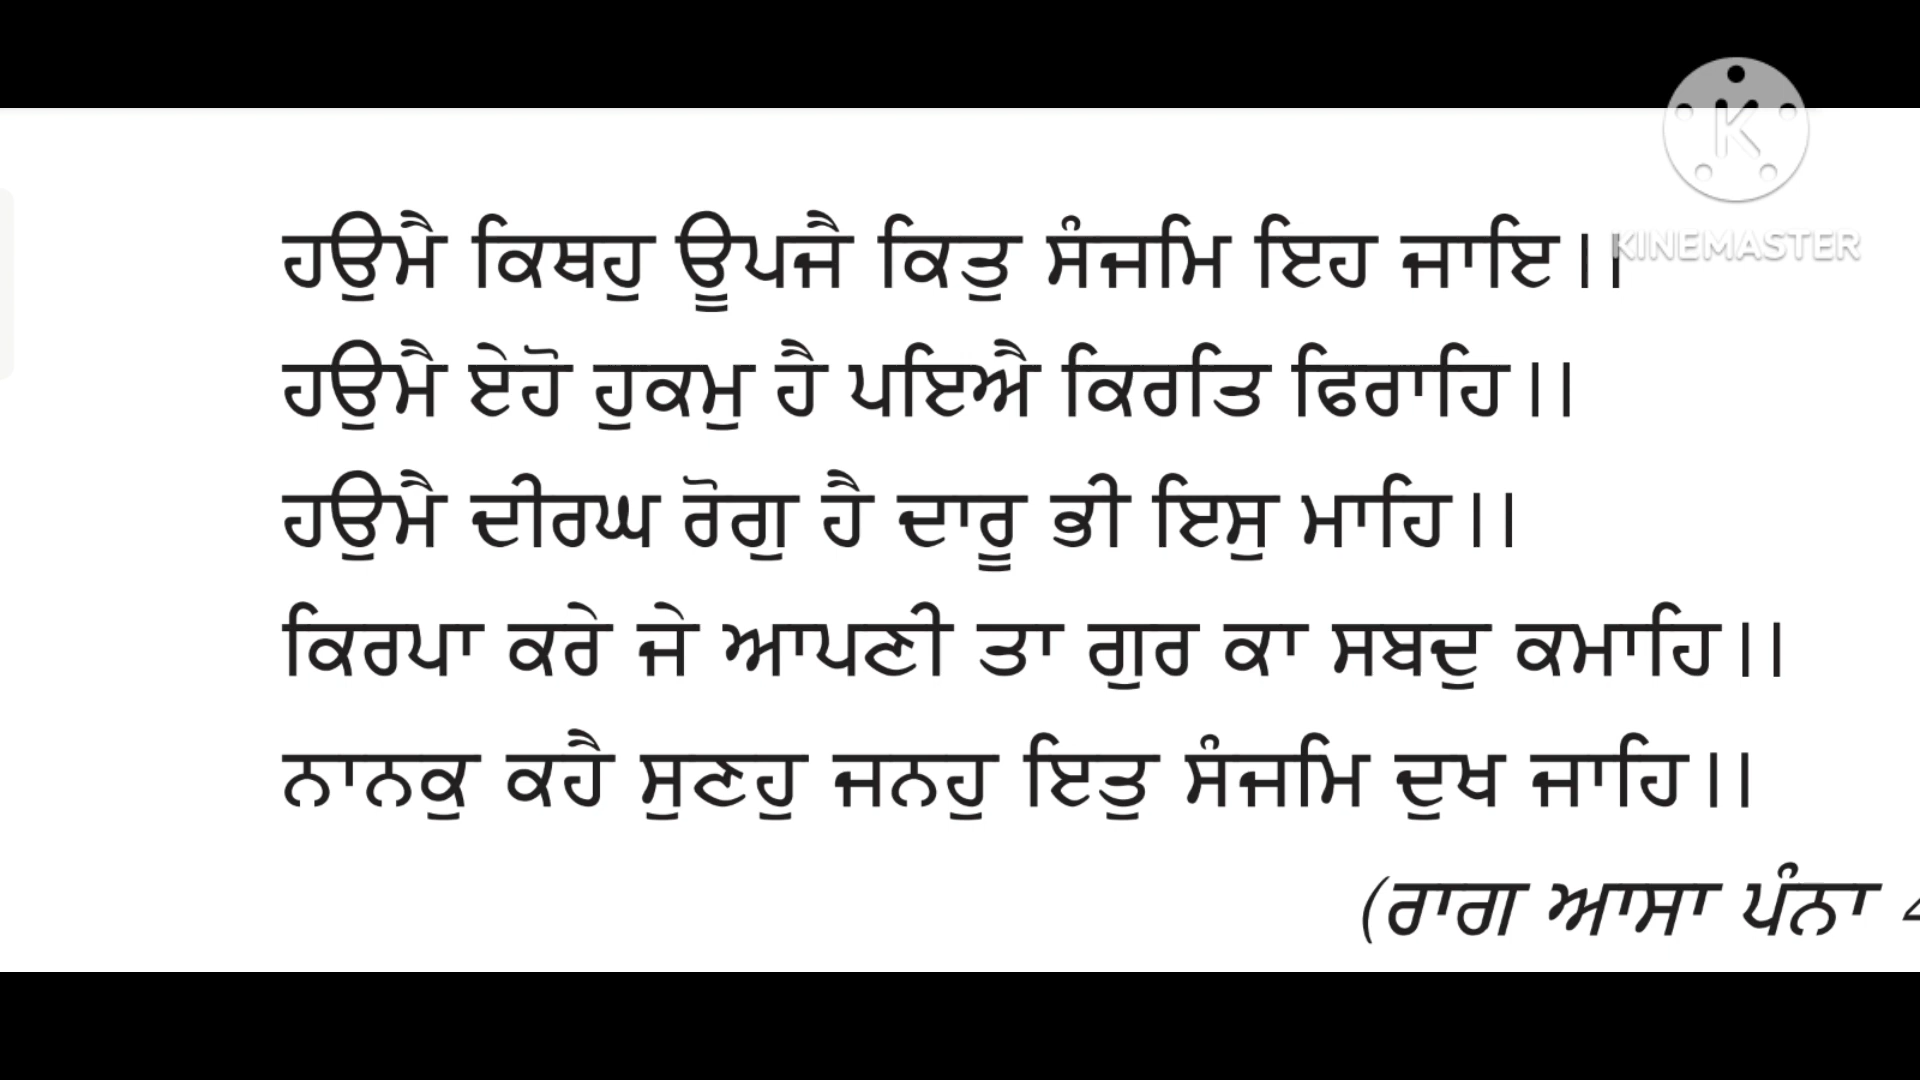 KINEMASTER
ਹਉਮੈ ਕਿਥਹੁ ਊਪਜੈ ਕਿਤੁ ਸੰਜਮਿ ਇਹ ਜਾਇ।।
ਹਉਮੈ ਏਹੋ ਹੁਕਮੁ ਹੈ ਪਇਐ ਕਿਰਤਿ ਫਿਰਾਹਿ।।
ਹਉਮੈ ਦੀਰਘ ਰੋਗੁ ਹੈ ਦਾਰੂ ਭੀ ਇਸੁ ਮਾਹਿ।।
ਕਿਰਪਾ ਕਰੇ ਜੇ ਆਪਣੀ ਤਾ ਗੁਰ ਕਾ ਸਬਦੁ ਕਮਾਹਿ।।
ਨਾਨਕੁ ਕਹੈ ਸੁਣਹੁ ਜਨਹੁ ਇਤੁ ਸੰਜਮਿ ਦੁਖ ਜਾਹਿ।।
(ਰਾਗ ਆਸਾ ਪੰਨਾ